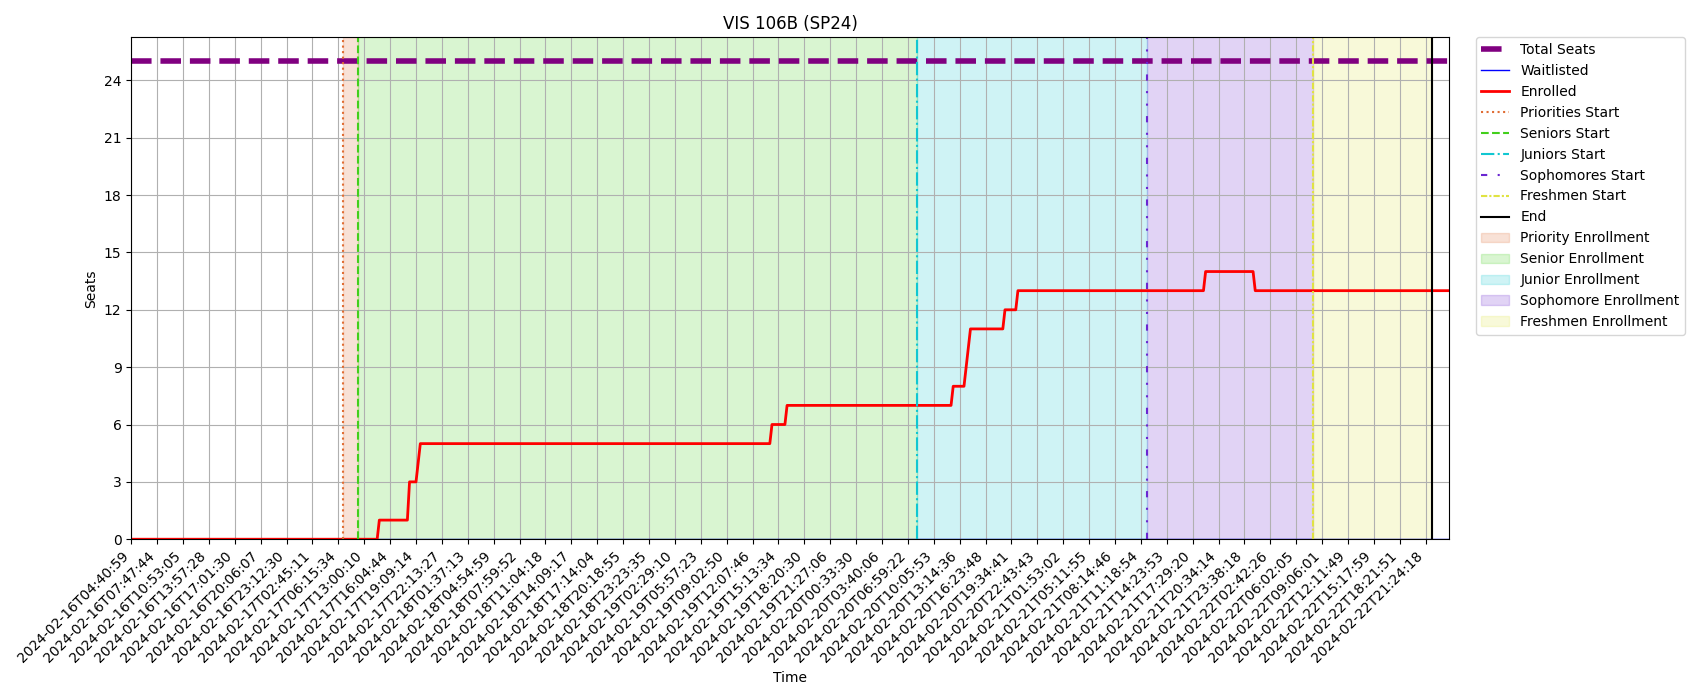 VIS 106B (SP24)
Seats
24
21
18
15
12
9
6
3
0
2024-02-16T04:40:59
2024-02-16T07:47:44
2024-02-16T10:53:05
2024-02-16T13:57:28
2024-02-16T17:01:30
2024-02-16T20:06:07
2024-02-16T23:12:30
2024-02-17T02:45:11
2024-02-17T06:15:34
2024-02-17T13:00:10
2024-02-17T16:04:44
2024-02-17T19:09:14
2024-02-17T22:13:27
2024-02-18T01:37:13
2024-02-18T04:54:59
2024-02-18T07:59:52
2024-02-18T11:04:18
2024-02-18T14:09:17
2024-02-18T17:14:04
2024-02-18T20:18:55
2024-02-18T23:23:35
2024-02-19T02:29:10
2024-02-19T05:57:23
2024-02-19T09:02:50
2024-02-19T12:07:46
2024-02-19T15:13:34
2024-02-19T18:20:30
2024-02-19T21:27:06
2024-02-20T00:33:30
2024-02-20T03:40:06
2024-02-20T06:59:22
2024-02-20T10:05:53
2024-02-20T13:14:36
2024-02-20T16:23:48
2024-02-20T19:34:41
2024-02-20T22:43:43
2024-02-21T01:53:02
2024-02-21T05:11:55
2024-02-21T08:14:46
2024-02-21T11:18:54
2024-02-21T14:23:53
2024-02-21T17:29:20
2024-02-21T20:34:14
2024-02-21T23:38:18
2024-02-22T02:42:26
2024-02-22T06:02:05
2024-02-22T09:06:01
2024-02-22T12:11:49
2024-02-22T15:17:59
2024-02-22T18:21:51
2024-02-22T21:24:18
Time
Total Seats
Waitlisted
Enrolled
Priorities Start
Seniors Start
Juniors Start
Sophomores Start
Freshmen Start
End
Priority Enrollment
Senior Enrollment
Junior Enrollment
Sophomore Enrollment
Freshmen Enrollment